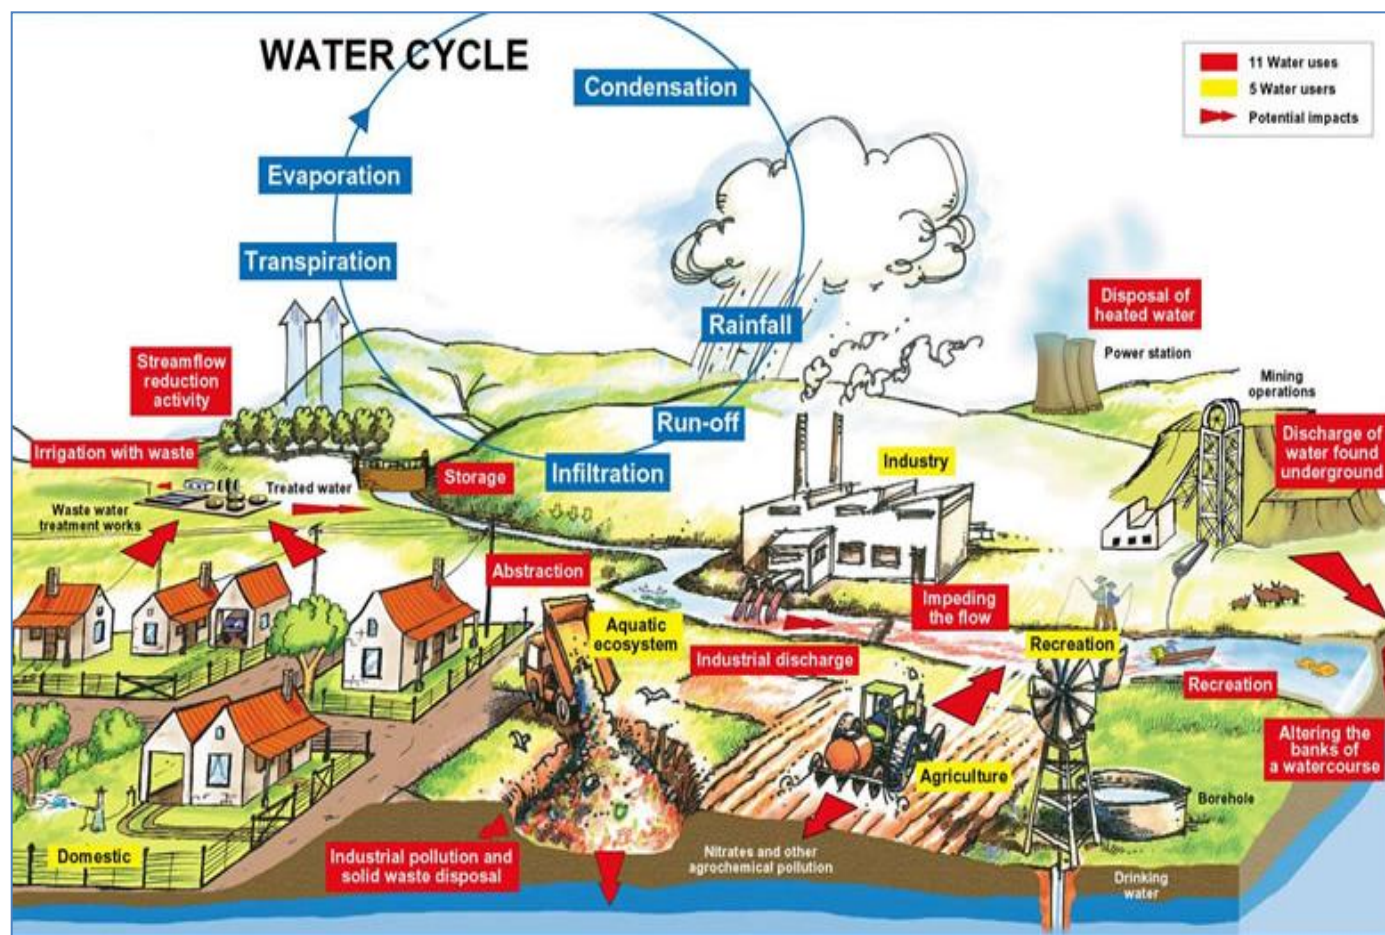 WATER CYCLE
Condensation
11 Water uses
5 Water users
Potential impacts
Evaporation
Transpiration
Rainfall
Disposal of
heated water
Power station
Streamflow
reduction
activity
Mining
operations
Run-off
Discharge of
water found
underground
Irrigation with waste
Infiltration
Storage
Industry
Treated water
Waste water
treatment works
Abstraction
Impeding
the flow
Aquatic
ecosystem
Recreation
Industrial discharge
Recreation
Altering the
banks of
a watercourse
Agriculture
Borehole
Domestic
Industrial pollution and
solid waste disposal
Nitrates and other
agrochemical pollution
Drinking
water